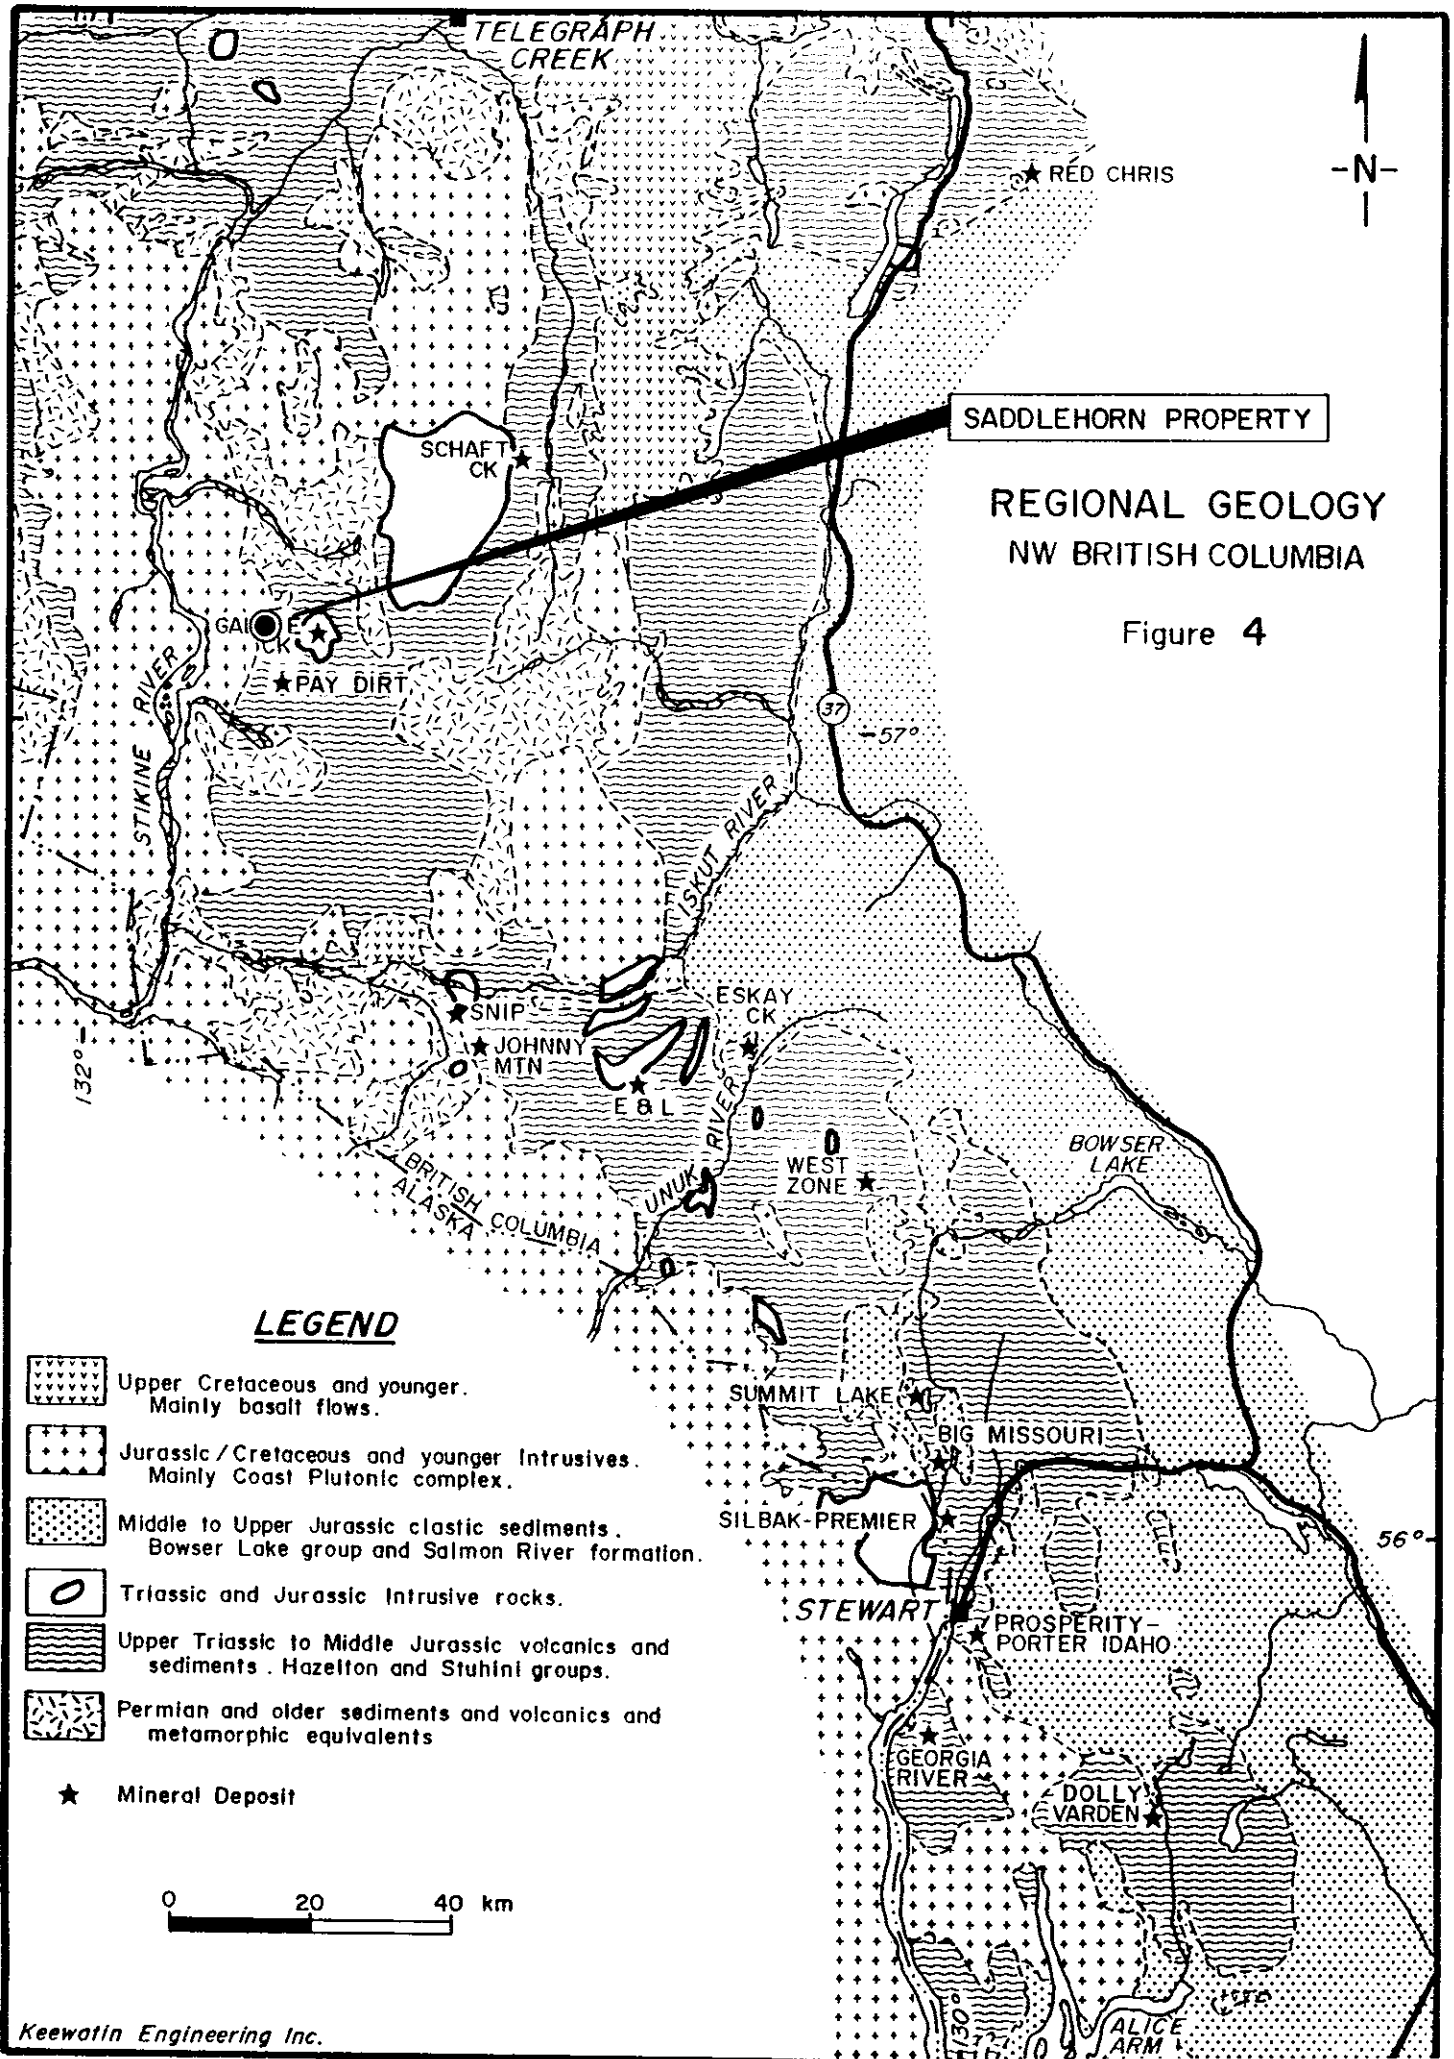 TELEGRAPH
CREEK
-N-
RED CHRIS
SADDLEHORN PROPERTY
REGIONAL GEOLOGY
NW BRITISH COLUMBIA
Figure 4
SCHAFT
CK
GAL E
CK
PAY DIRT
STIKINE RIVER
37
57°
ISKUT RIVER
ESKAY
CK
SNIP
JOHNNY
MTN
E & L
132°
UNUK RIVER
WEST
ZONE
BOWSER
LAKE
BRITISH COLUMBIA
ALASKA
LEGEND
Upper Cretaceous and younger.
Mainly basalt flows.
Jurassic/Cretaceous and younger Intrusives.
Mainly Coast Plutonic complex.
Middle to Upper Jurassic clastic sediments.
Bowser Lake group and Salmon River formation.
Triassic and Jurassic Intrusive rocks.
Upper Triassic to Middle Jurassic volcanics and
sediments. Hazelton and Stuhini groups.
Permian and older sediments and volcanics and
metamorphic equivalents
Mineral Deposit
SUMMIT LAKE
BIG MISSOURI
SILBAK-PREMIER
56°
STEWART
PROSPERITY-
PORTER IDAHO
GEORGIA
RIVER
DOLLY
VARDEN
0 20 40 km
130°
ALICE
ARM
Keewatin Engineering Inc.